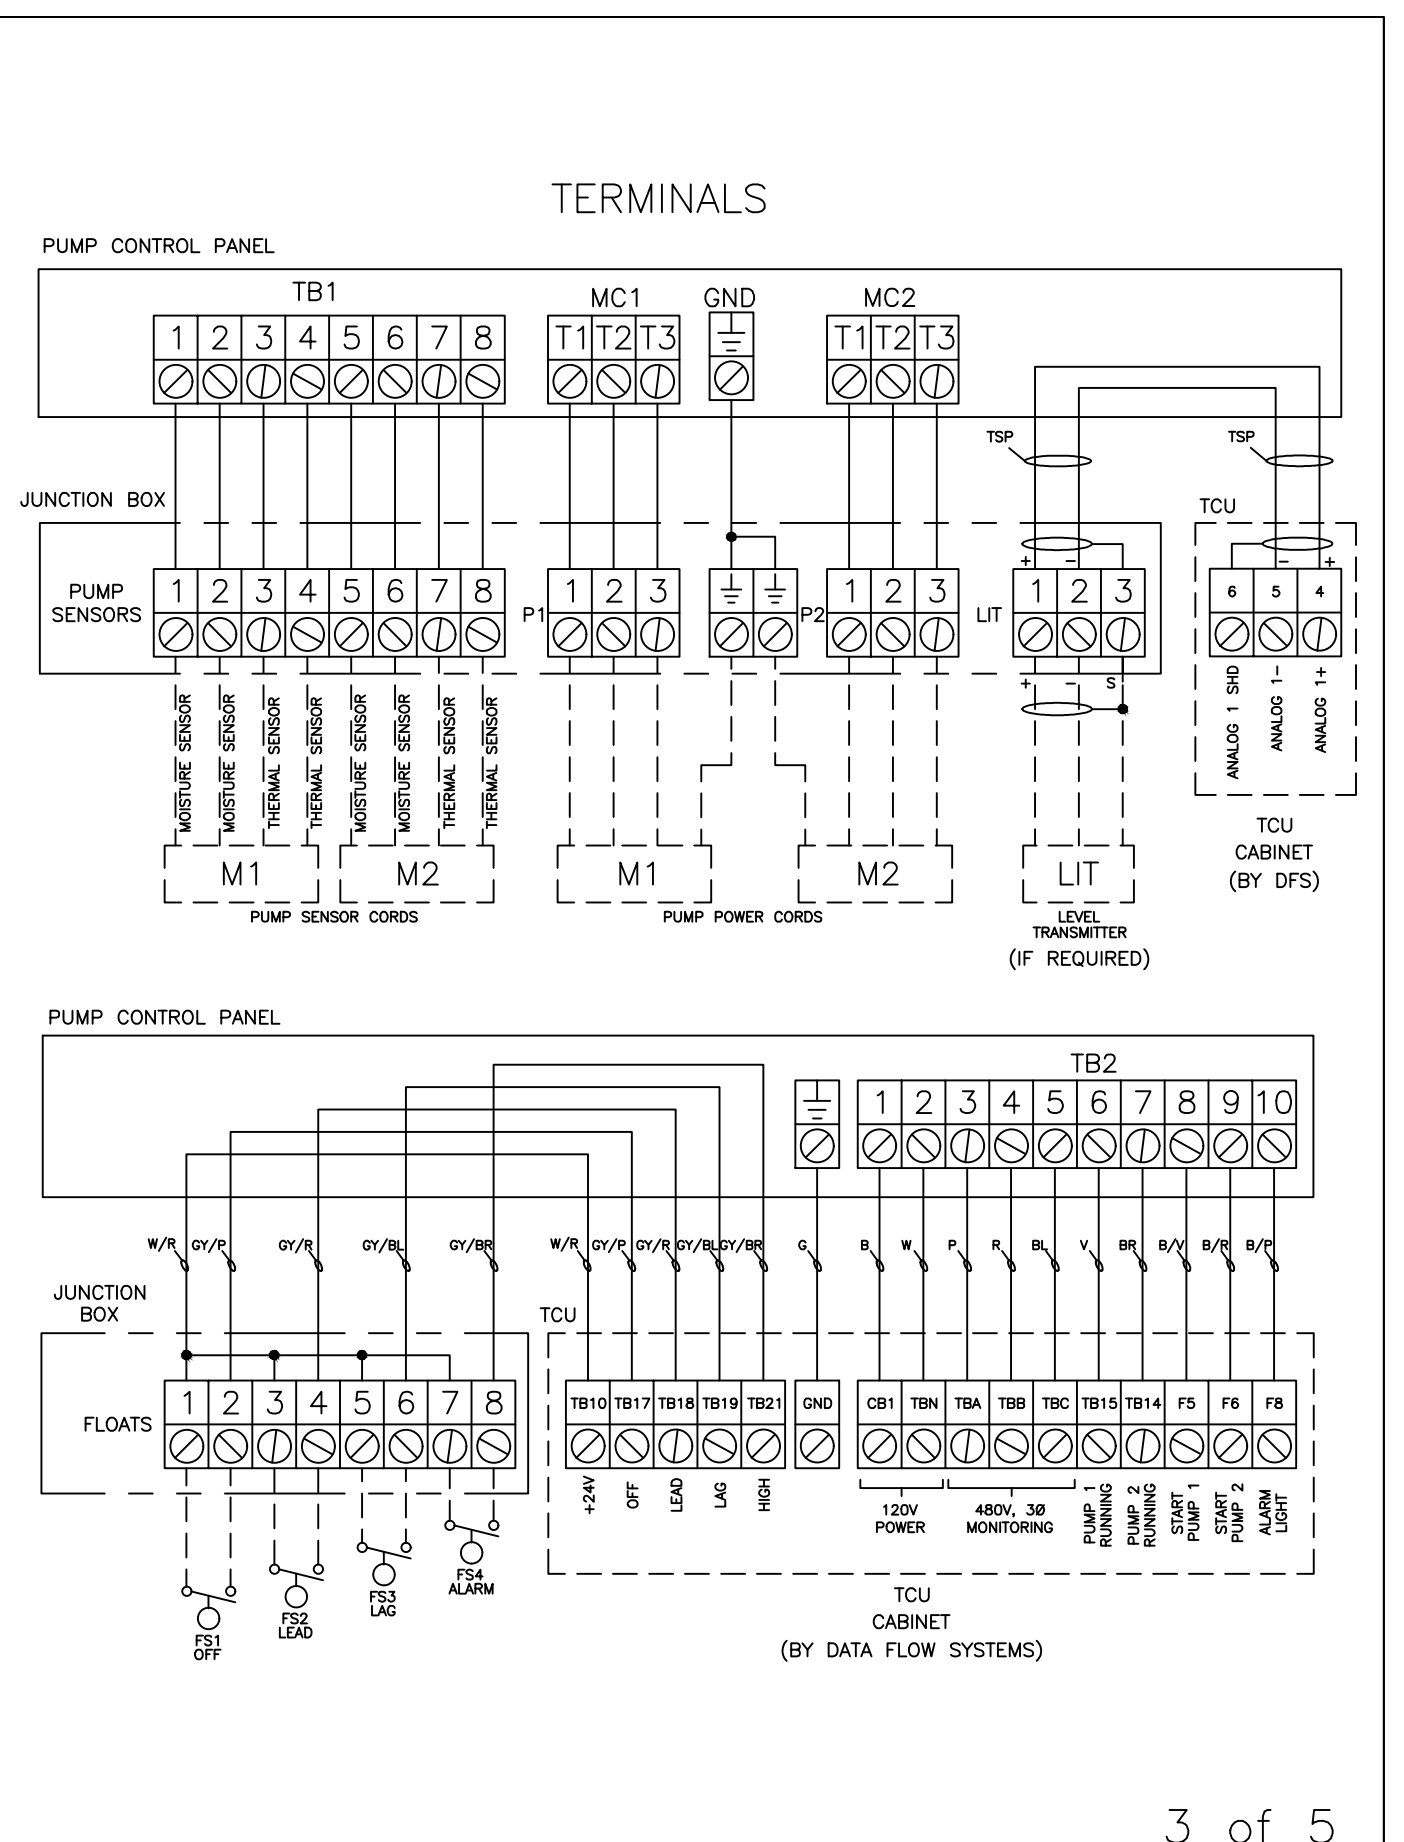 TERMINALS
PUMP CONTROL PANEL
TB1 MC1 GND MC2
1 2 3 4 5 6 7 8 T1 T2 T3 T1 T2 T3
TSP TSP
JUNCTION BOX TCU
+ - - +
PUMP SENSORS 1 2 3 4 5 6 7 8 P1 1 2 3 P2 1 2 3 LIT 1 2 3 6 5 4
+ - S
MOISTURE SENSOR
MOISTURE SENSOR
THERMAL SENSOR
THERMAL SENSOR
MOISTURE SENSOR
MOISTURE SENSOR
THERMAL SENSOR
THERMAL SENSOR
ANALOG 1 SHD
ANALOG 1-
ANALOG 1+
M1 M2 M1 M2 LIT
PUMP SENSOR CORDS PUMP POWER CORDS
LEVEL
TRANSMITTER
(IF REQUIRED)
TCU
CABINET
(BY DFS)
PUMP CONTROL PANEL
TB2
1 2 3 4 5 6 7 8 9 10
W/R GY/P GY/R GY/BL GY/BR W/R GY/P GY/R GY/BL GY/BR G B W P R BL V BR B/V B/R B/P
JUNCTION
BOX
TCU
FLOATS 1 2 3 4 5 6 7 8 TB10 TB17 TB18 TB19 TB21 GND CB1 TBN TBA TBB TBC TB15 TB14 F5 F6 F8
+24V
OFF
LEAD
LAG
HIGH
120V
POWER
480V, 3Ø
MONITORING
PUMP 1
RUNNING
PUMP 2
RUNNING
START
PUMP 1
START
PUMP 2
ALARM
LIGHT
FS1
OFF
FS2
LEAD
FS3
LAG
FS4
ALARM
TCU
CABINET
(BY DATA FLOW SYSTEMS)
3 of 5